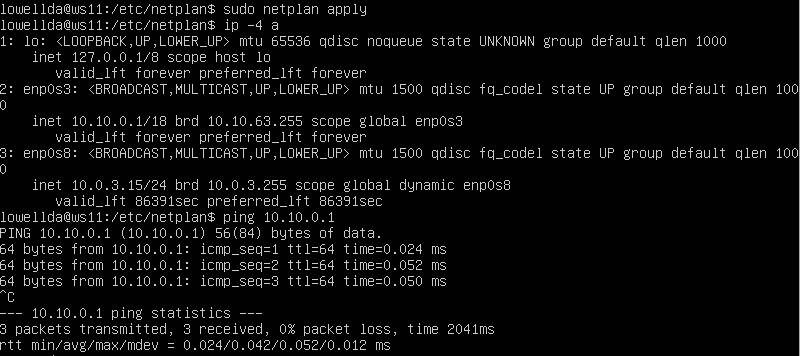 lowellda@ws11:/etc/netplan$ sudo netplan apply
lowellda@ws11:/etc/netplan$ ip -4 a
1: lo: <LOOPBACK,UP,LOWER_UP> mtu 65536 qdisc noqueue state UNKNOWN group default qlen 1000
    inet 127.0.0.1/8 scope host lo
       valid_lft forever preferred_lft forever
2: enp0s3: <BROADCAST,MULTICAST,UP,LOWER_UP> mtu 1500 qdisc fq_codel state UP group default qlen 100
0
    inet 10.10.0.1/18 brd 10.10.63.255 scope global enp0s3
       valid_lft forever preferred_lft forever
3: enp0s8: <BROADCAST,MULTICAST,UP,LOWER_UP> mtu 1500 qdisc fq_codel state UP group default qlen 100
0
    inet 10.0.3.15/24 brd 10.0.3.255 scope global dynamic enp0s8
       valid_lft 86391sec preferred_lft 86391sec
lowellda@ws11:/etc/netplan$ ping 10.10.0.1
PING 10.10.0.1 (10.10.0.1) 56(84) bytes of data.
64 bytes from 10.10.0.1: icmp_seq=1 ttl=64 time=0.024 ms
64 bytes from 10.10.0.1: icmp_seq=2 ttl=64 time=0.052 ms
64 bytes from 10.10.0.1: icmp_seq=3 ttl=64 time=0.050 ms
^C
--- 10.10.0.1 ping statistics ---
3 packets transmitted, 3 received, 0% packet loss, time 2041ms
rtt min/avg/max/mdev = 0.024/0.042/0.052/0.012 ms